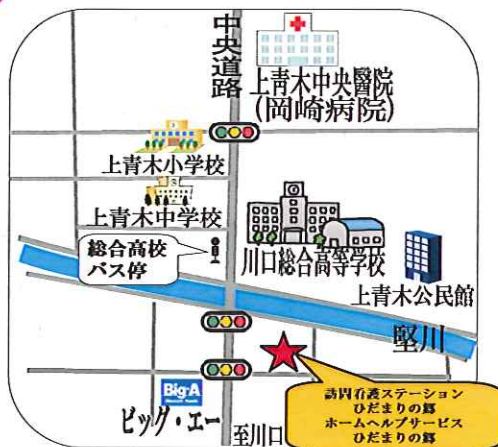 中央道路
上青木中央醫院
(岡崎病院)
上青木小学校
上青木中学校
総合高校
バス停
川口総合高等学校
上青木公民館
竪川
Big-A
ビッグ・エー
至川口
訪問看護ステーション
ひだまりの郷
ホームヘルプサービス
ひだまりの郷